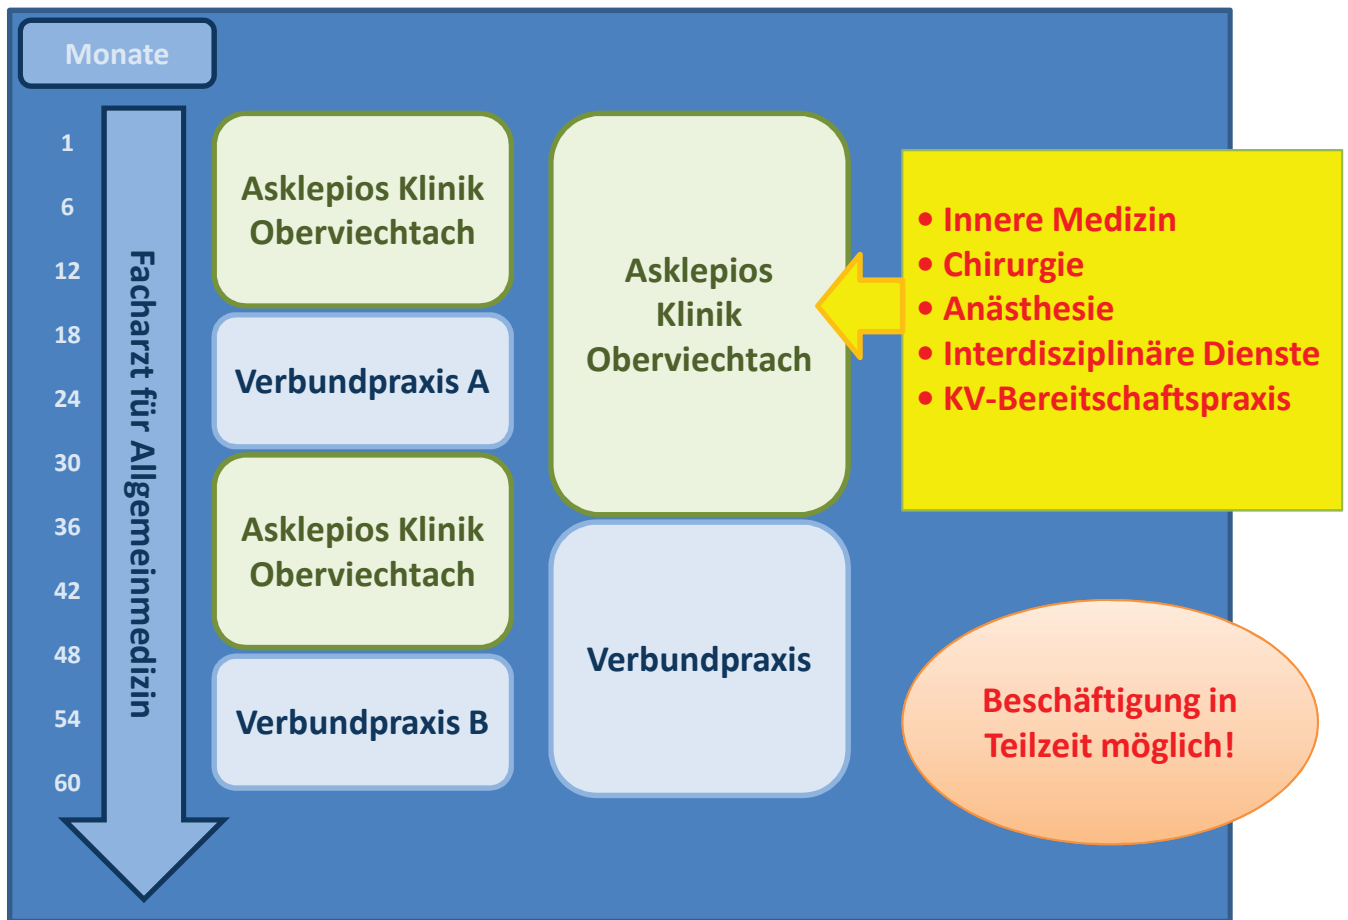 Monate
1
6
12
18
24
30
36
42
48
54
60
Facharzt für Allgemeinmedizin
Asklepios Klinik
Oberviechtach
Verbundpraxis A
Asklepios Klinik
Oberviechtach
Verbundpraxis B
Asklepios
Klinik
Oberviechtach
Verbundpraxis
• Innere Medizin
• Chirurgie
• Anästhesie
• Interdisziplinäre Dienste
• KV-Bereitschaftspraxis
Beschäftigung in
Teilzeit möglich!